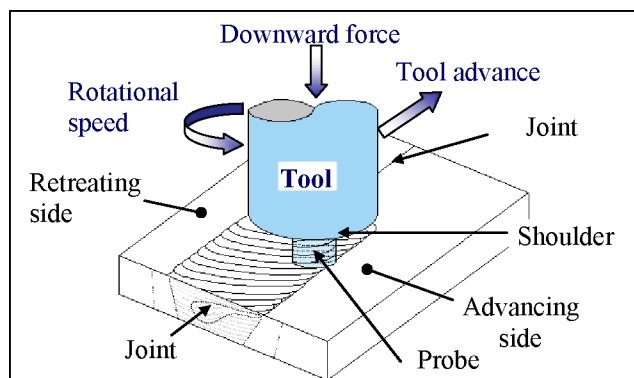 Downward force
Tool advance
Rotational
speed
Joint
Retreating
side
Tool
Shoulder
Advancing
side
Joint
Probe